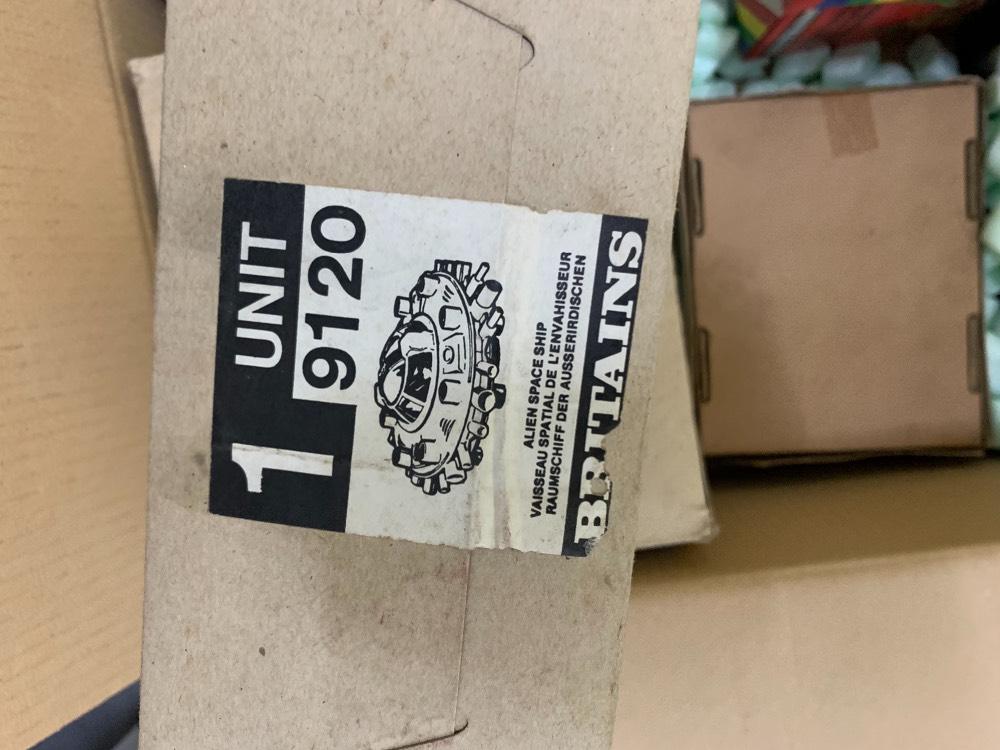 1 UNIT
9120
ALIEN SPACE SHIP
VAISSEAU SPATIAL DE L'ENVAHISSEUR
RAUMSCHIFF DER AUSSERIRDISCHEN
BRITAINS